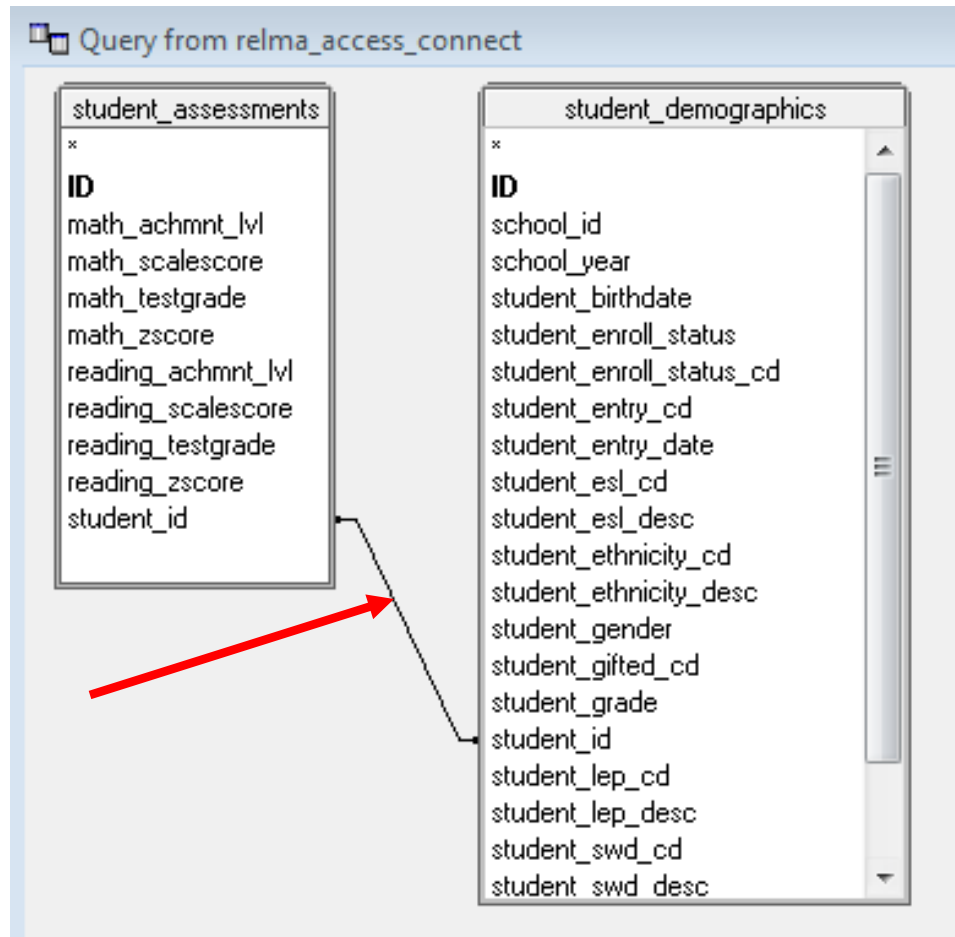 Query from relma_access_connect
student_assessments
*
ID
math_achmnt_lvl
math_scalescore
math_testgrade
math_zscore
reading_achmnt_lvl
reading_scalescore
reading_testgrade
reading_zscore
student_id
student_demographics
*
ID
school_id
school_year
student_birthdate
student_enroll_status
student_enroll_status_cd
student_entry_cd
student_entry_date
student_esl_cd
student_esl_desc
student_ethnicity_cd
student_ethnicity_desc
student_gender
student_gifted_cd
student_grade
student_id
student_lep_cd
student_lep_desc
student_swd_cd
student_swd_desc